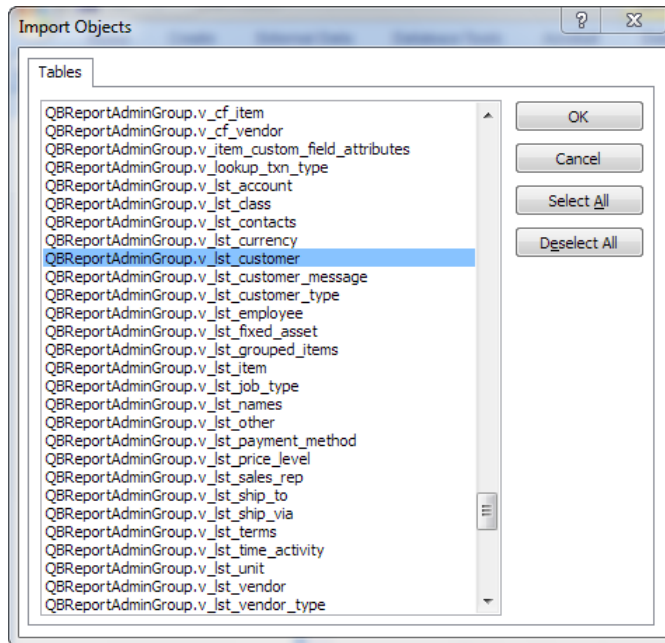 Import Objects
Tables
QBReportAdminGroup.v_cf_item
QBReportAdminGroup.v_cf_vendor
QBReportAdminGroup.v_item_custom_field_attributes
QBReportAdminGroup.v_lookup_txn_type
QBReportAdminGroup.v_lst_account
QBReportAdminGroup.v_lst_class
QBReportAdminGroup.v_lst_contacts
QBReportAdminGroup.v_lst_currency
QBReportAdminGroup.v_lst_customer
QBReportAdminGroup.v_lst_customer_message
QBReportAdminGroup.v_lst_customer_type
QBReportAdminGroup.v_lst_employee
QBReportAdminGroup.v_lst_fixed_asset
QBReportAdminGroup.v_lst_grouped_items
QBReportAdminGroup.v_lst_item
QBReportAdminGroup.v_lst_job_type
QBReportAdminGroup.v_lst_names
QBReportAdminGroup.v_lst_other
QBReportAdminGroup.v_lst_payment_method
QBReportAdminGroup.v_lst_price_level
QBReportAdminGroup.v_lst_sales_rep
QBReportAdminGroup.v_lst_ship_to
QBReportAdminGroup.v_lst_ship_via
QBReportAdminGroup.v_lst_terms
QBReportAdminGroup.v_lst_time_activity
QBReportAdminGroup.v_lst_unit
QBReportAdminGroup.v_lst_vendor
QBReportAdminGroup.v_lst_vendor_type
OK
Cancel
Select All
Deselect All